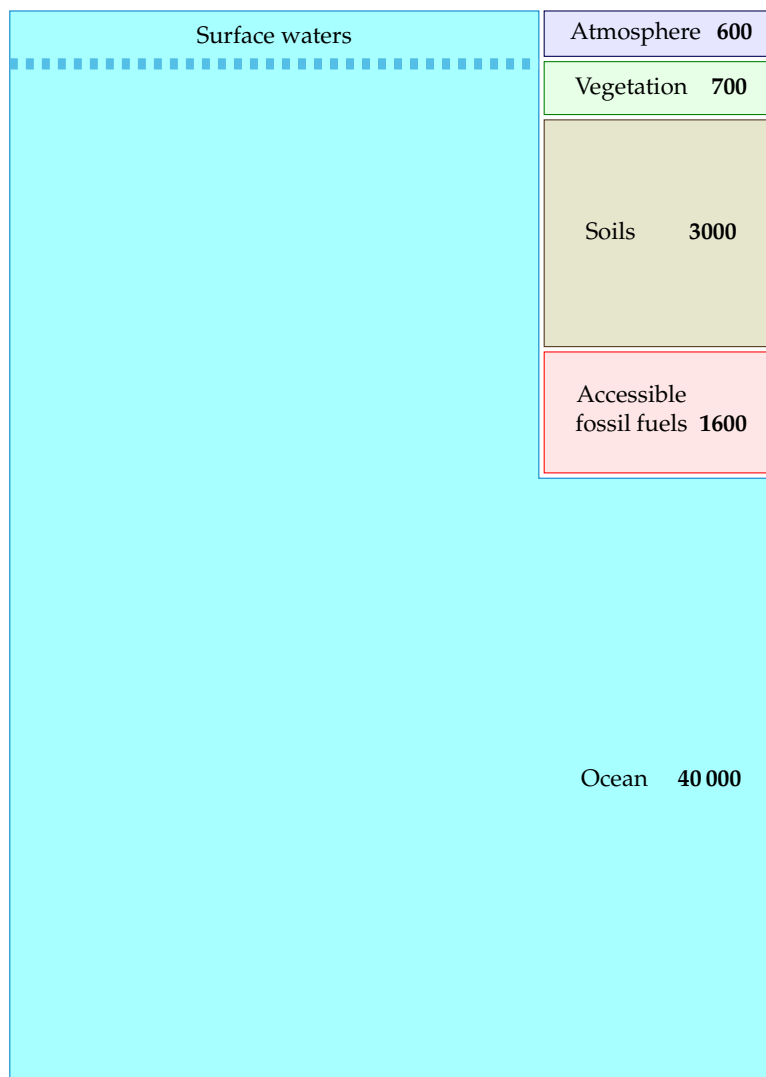 Surface waters
Atmosphere 600
Vegetation 700
Soils 3000
Accessible
fossil fuels 1600
Ocean 40 000